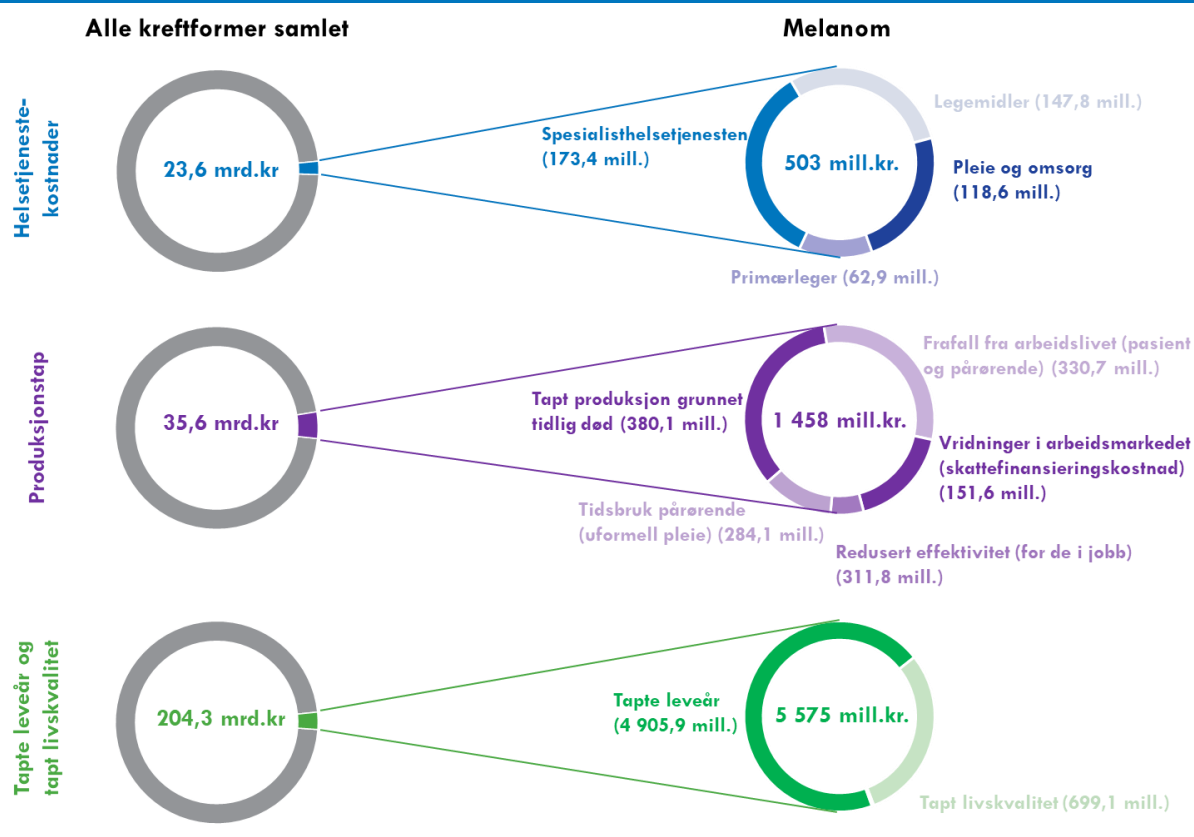 Alle kreftformer samlet
Melanom
Helsetjeneste-
kostnader
23,6 mrd.kr
Spesialisthelsetjenesten
(173,4 mill.)
503 mill.kr.
Legemidler (147,8 mill.)
Pleie og omsorg
(118,6 mill.)
Primærleger (62,9 mill.)
Produksjonstap
35,6 mrd.kr
Tapt produksjon grunnet
tidlig død (380,1 mill.)
1 458 mill.kr.
Frafall fra arbeidslivet (pasient
og pårørende) (330,7 mill.)
Vridninger i arbeidsmarkedet
(skattefinansieringskostnad)
(151,6 mill.)
Tidsbruk pårørende
(uformell pleie) (284,1 mill.)
Redusert effektivitet (for de i jobb)
(311,8 mill.)
Tapte leveår og
tapt livskvalitet
204,3 mrd.kr
Tapte leveår
(4 905,9 mill.)
5 575 mill.kr.
Tapt livskvalitet (699,1 mill.)